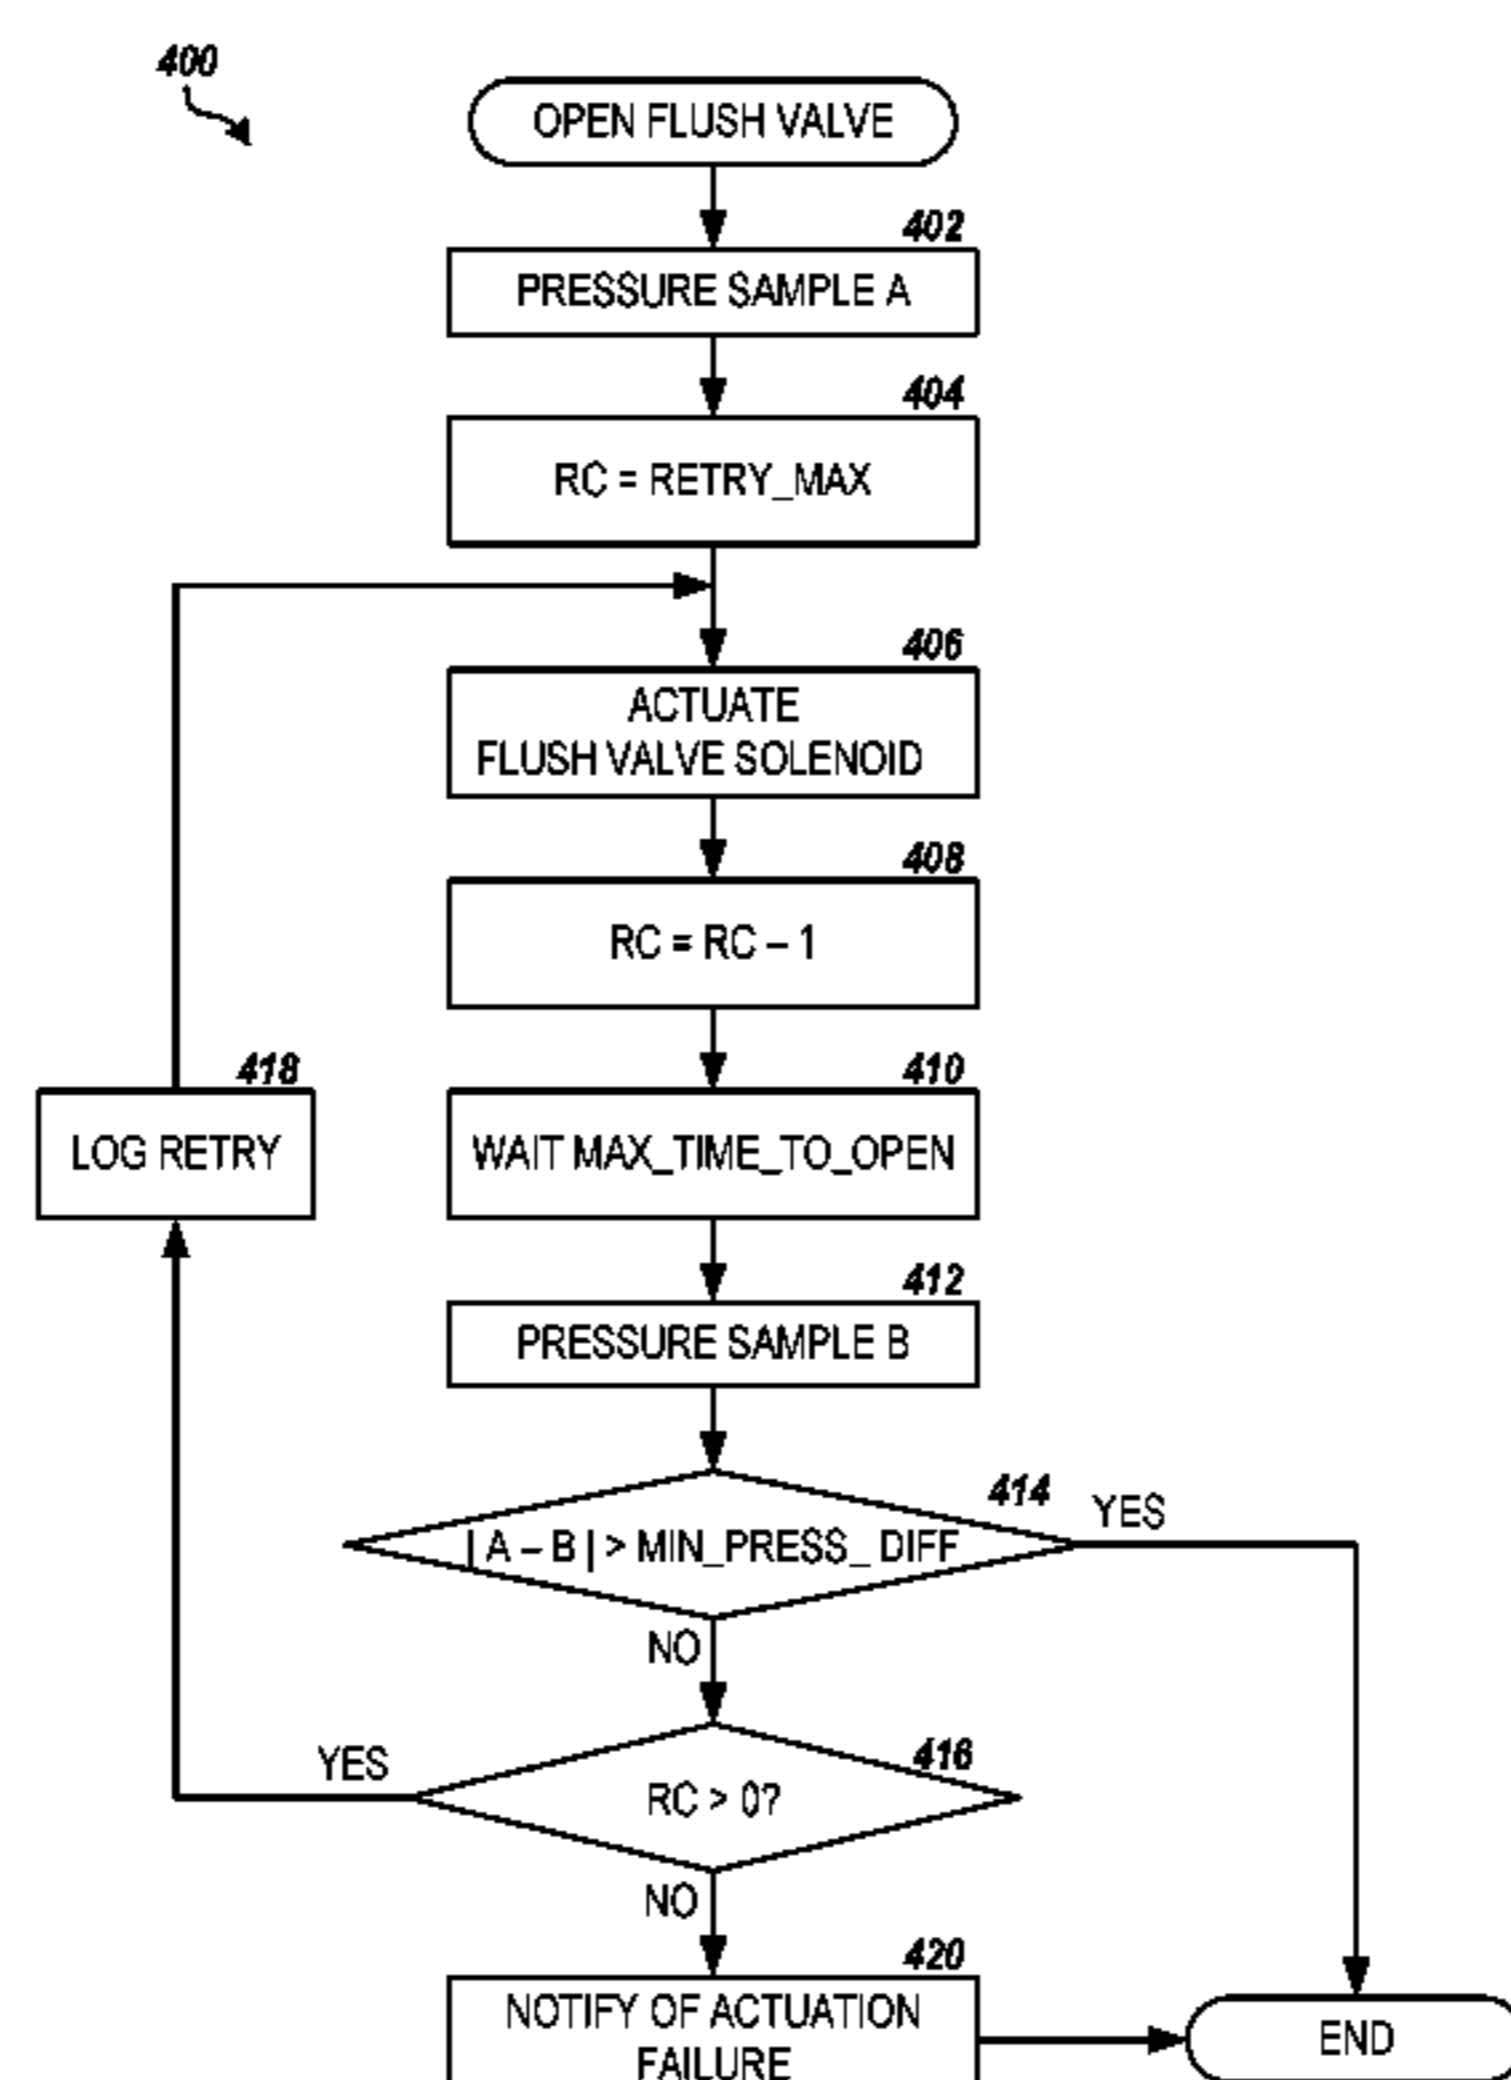 400
OPEN FLUSH VALVE
402
PRESSURE SAMPLE A
404
RC = RETRY_MAX
406
ACTUATE
FLUSH VALVE SOLENOID
408
RC = RC – 1
418
LOG RETRY
410
WAIT MAX_TIME_TO_OPEN
412
PRESSURE SAMPLE B
414
YES
| A – B | > MIN_PRESS_ DIFF
NO
416
YES
RC > 0?
NO
420
NOTIFY OF ACTUATION
FAILURE
END